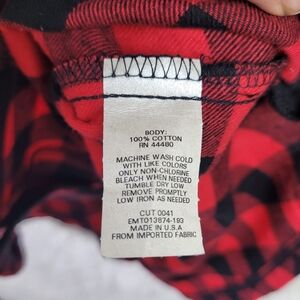 BODY:
100% COTTON
RN 44480
MACHINE WASH COLD
WITH LIKE COLORS
ONLY NON-CHLORINE
BLEACH WHEN NEEDED
TUMBLE DRY LOW
REMOVE PROMPTLY
LOW IRON AS NEEDED
CUT 0041
EMT013874-193
MADE IN U.S.A
FROM IMPORTED FABRIC